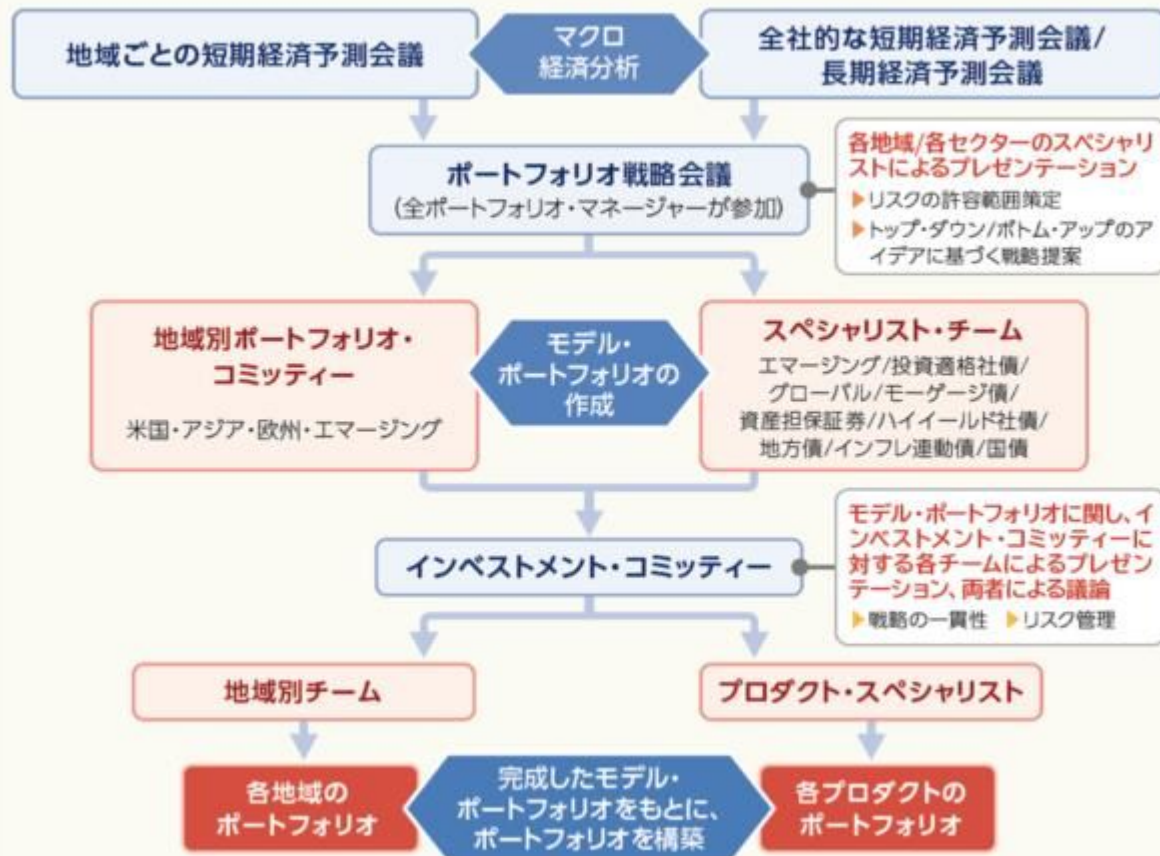 地域ごとの短期経済予測会議
マクロ
経済分析
全社的な短期経済予測会議/
長期経済予測会議
ポートフォリオ戦略会議
(全ポートフォリオ・マネージャーが参加)
各地域/各セクターのスペシャリ
ストによるプレゼンテーション
▶リスクの許容範囲策定
▶トップ・ダウン/ボトム・アップのア
イデアに基づく戦略提案
地域別ポートフォリオ・
コミッティー
米国・アジア・欧州・エマージング
モデル・
ポートフォリオの
作成
スペシャリスト・チーム
エマージング/投資適格社債/
グローバル/モーゲージ債/
資産担保証券/ハイイールド社債/
地方債/インフレ連動債/国債
インベストメント・コミッティー
モデル・ポートフォリオに関し、イ
ンベストメント・コミッティーに
対する各チームによるプレゼン
テーション、両者による議論
▶戦略の一貫性 ▶リスク管理
地域別チーム
プロダクト・スペシャリスト
各地域の
ポートフォリオ
完成したモデル・
ポートフォリオをもとに、
ポートフォリオを構築
各プロダクトの
ポートフォリオ